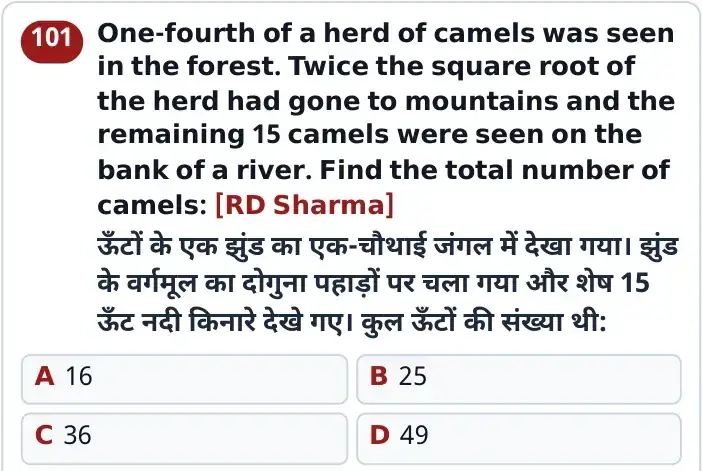 101 One-fourth of a herd of camels was seen
in the forest. Twice the square root of
the herd had gone to mountains and the
remaining 15 camels were seen on the
bank of a river. Find the total number of
camels: [RD Sharma]
ऊँटों के एक झुंड का एक-चौथाई जंगल में देखा गया। झुंड
के वर्गमूल का दोगुना पहाड़ों पर चला गया और शेष 15
ऊँट नदी किनारे देखे गए। कुल ऊँटों की संख्या थी:
A 16
B 25
C 36
D 49